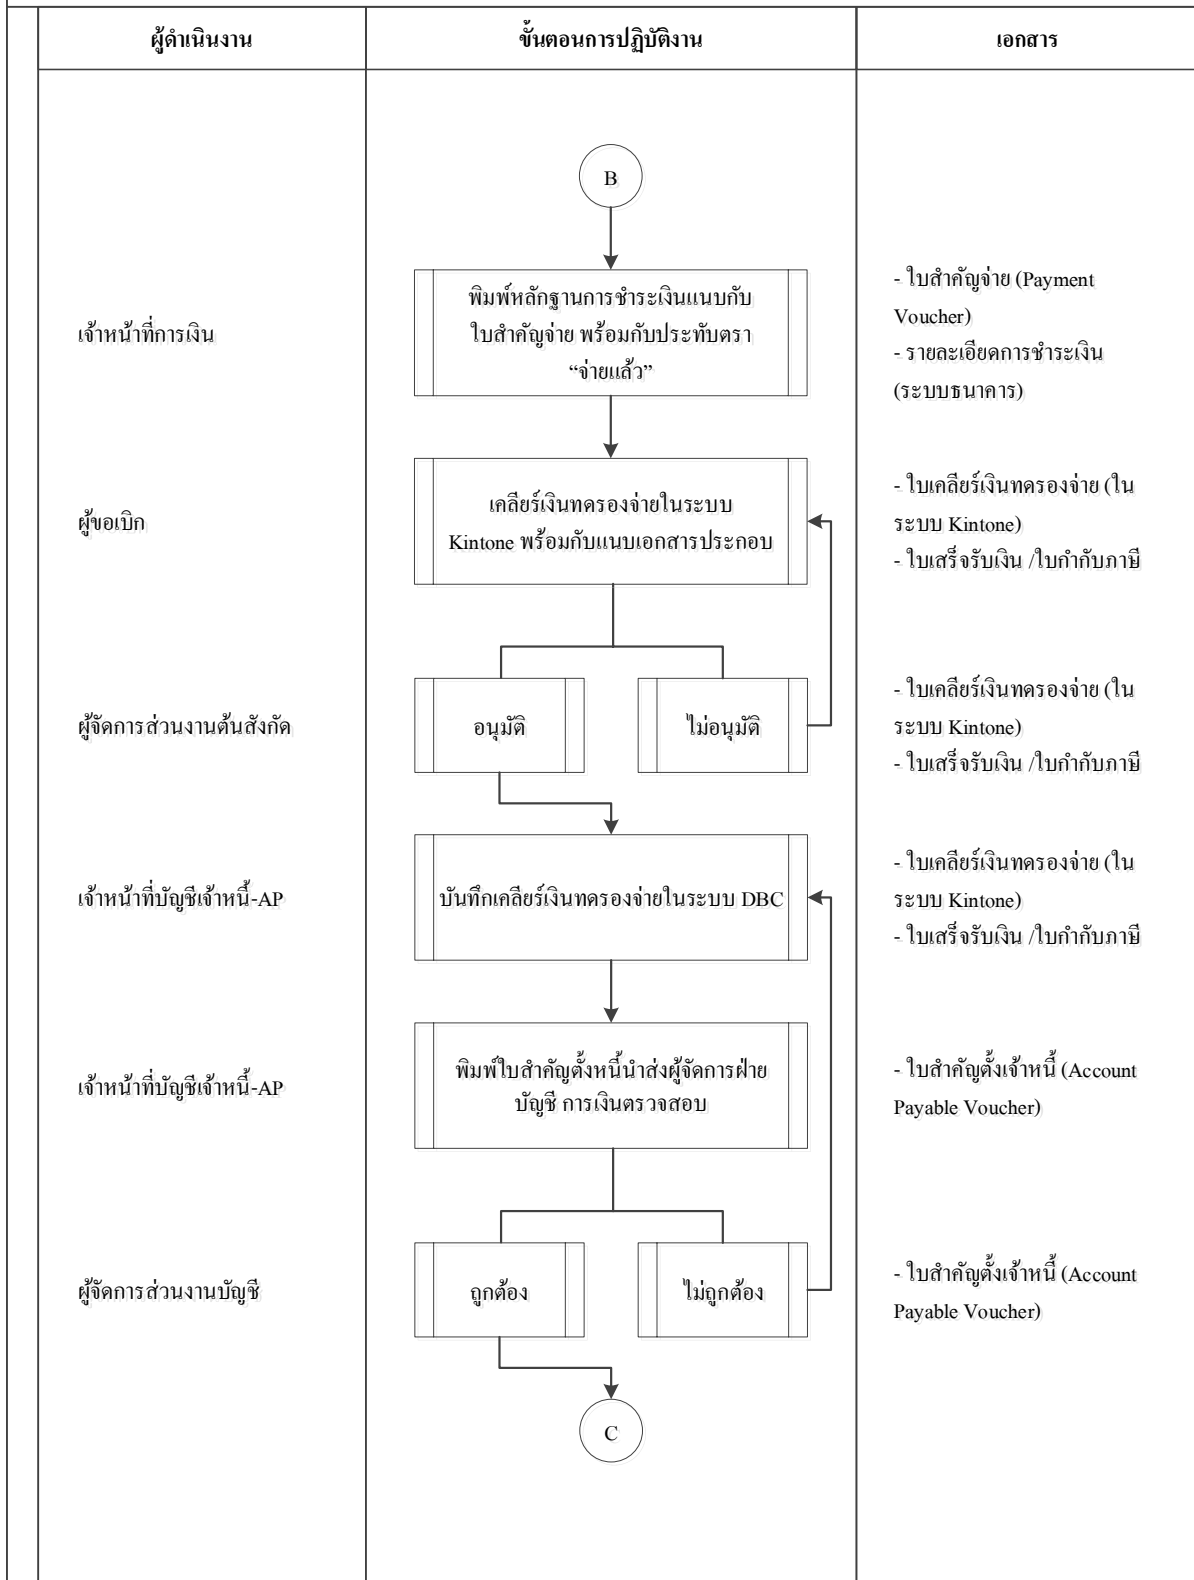 ผู้ดำเนินงาน
ขั้นตอนการปฏิบัติงาน
เอกสาร
B
เจ้าหน้าที่การเงิน
พิมพ์หลักฐานการชำระเงินแนบกับ
ใบสำคัญจ่าย พร้อมกับประทับตรา
“จ่ายแล้ว”
- ใบสำคัญจ่าย (Payment
Voucher)
- รายละเอียดการชำระเงิน
(ระบบธนาคาร)
ผู้ขอเบิก
เคลียร์เงินทดรองจ่ายในระบบ
Kintone พร้อมกับแนบเอกสารประกอบ
- ใบเคลียร์เงินทดรองจ่าย (ใน
ระบบ Kintone)
- ใบเสร็จรับเงิน /ใบกำกับภาษี
ผู้จัดการส่วนงานต้นสังกัด
อนุมัติ
ไม่อนุมัติ
- ใบเคลียร์เงินทดรองจ่าย (ใน
ระบบ Kintone)
- ใบเสร็จรับเงิน /ใบกำกับภาษี
เจ้าหน้าที่บัญชีเจ้าหนี้-AP
บันทึกเคลียร์เงินทดรองจ่ายในระบบ DBC
- ใบเคลียร์เงินทดรองจ่าย (ใน
ระบบ Kintone)
- ใบเสร็จรับเงิน /ใบกำกับภาษี
เจ้าหน้าที่บัญชีเจ้าหนี้-AP
พิมพ์ใบสำคัญตั้งหนี้นำส่งผู้จัดการฝ่าย
บัญชี การเงินตรวจสอบ
- ใบสำคัญตั้งเจ้าหนี้ (Account
Payable Voucher)
ผู้จัดการส่วนงานบัญชี
ถูกต้อง
ไม่ถูกต้อง
- ใบสำคัญตั้งเจ้าหนี้ (Account
Payable Voucher)
C